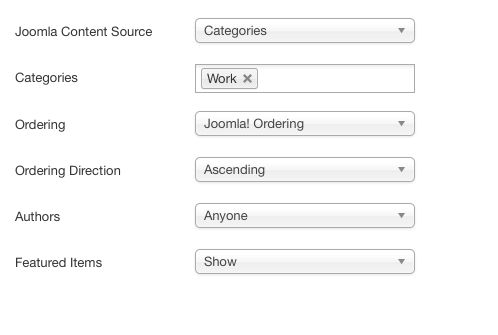 Joomla Content Source Categories
Categories Work
Ordering Joomla! Ordering
Ordering Direction Ascending
Authors Anyone
Featured Items Show